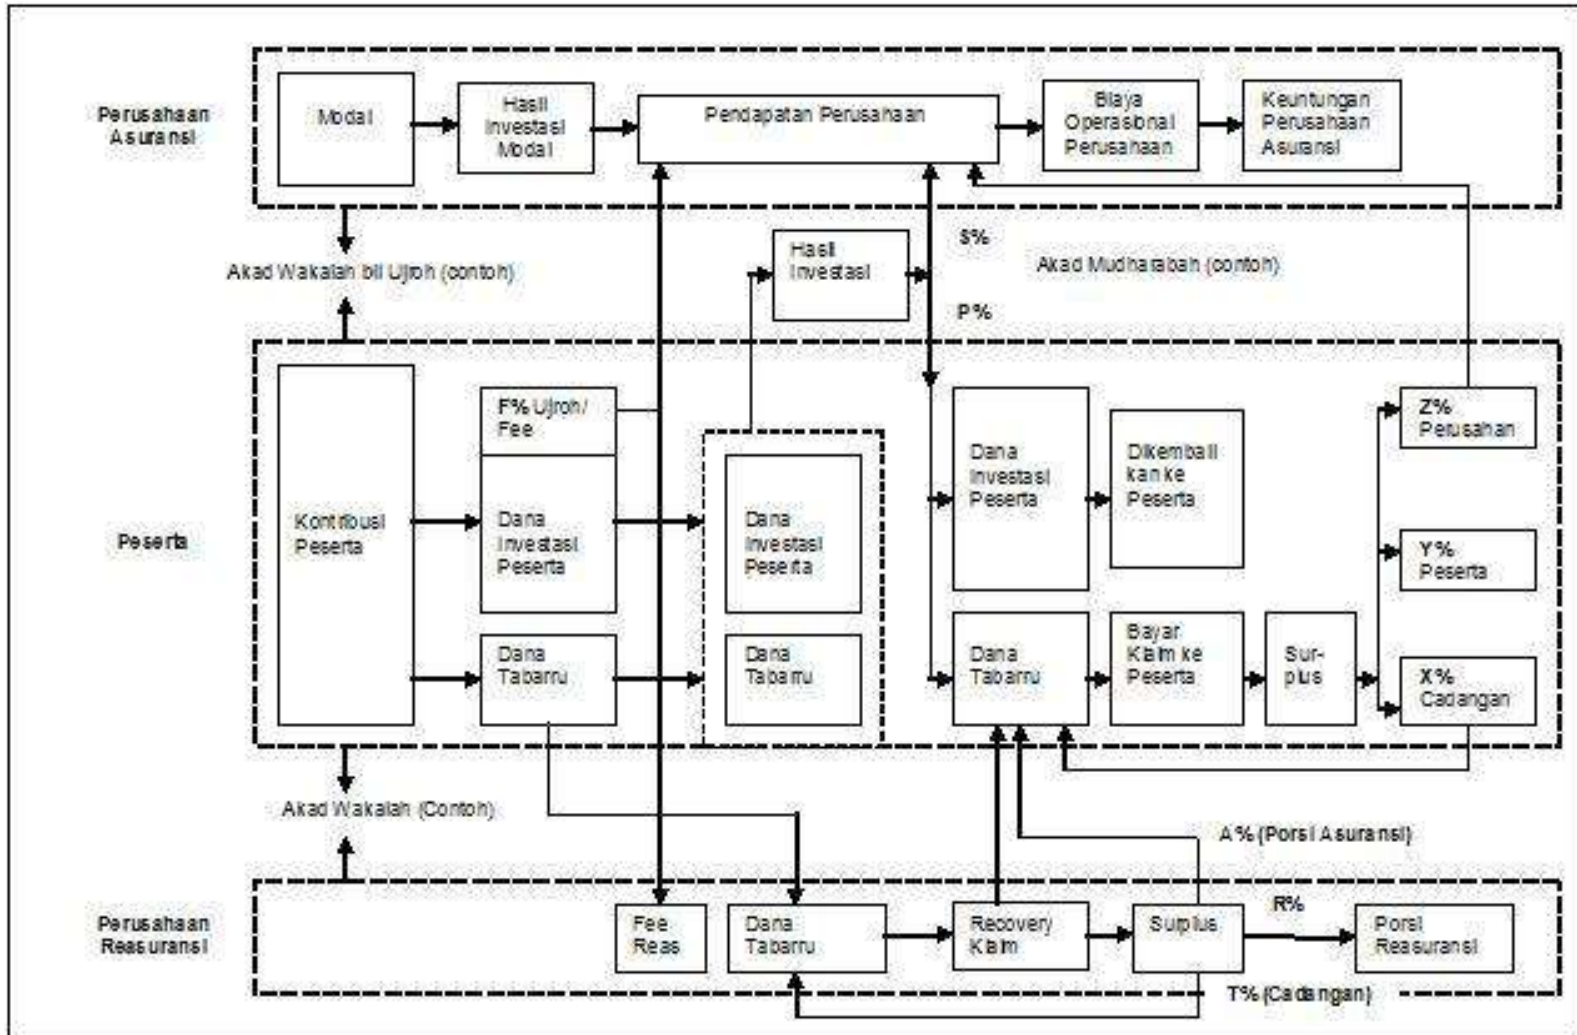 Perusahaan
Asuransi
Modal
Hasil
Investasi
Modal
Pendapatan Perusahaan
Biaya
Operasional
Perusahaan
Keuntungan
Perusahaan
Asuransi
Akad Wakalah bil Ujroh (contoh)
Hasil
Investasi
S%
Akad Mudharabah (contoh)
P%
Peserta
Kontribusi
Peserta
F% Ujroh/
Fee
Dana
Investasi
Peserta
Dana
Tabarru
Dana
Investasi
Peserta
Dana
Tabarru
Dana
Investasi
Peserta
Dikembali
kan ke
Peserta
Dana
Tabarru
Bayar
Klaim ke
Peserta
Sur-
plus
Z%
Perusahan
Y%
Peserta
X%
Cadangan
Akad Wakalah (Contoh)
A% (Porsi Asuransi)
Perusahaan
Reasuransi
Fee
Reas
Dana
Tabarru
Recovery
Klaim
Surplus
R%
Porsi
Reasuransi
T% (Cadangan)